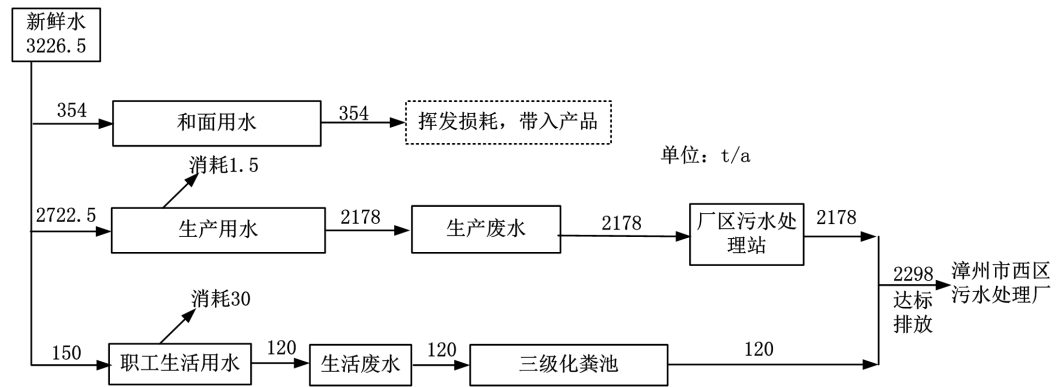 新鲜水
3226.5
354
和面用水
354
挥发损耗，带入产品
单位：t/a
消耗1.5
2722.5
生产用水
2178
生产废水
2178
厂区污水处
理站
2178
2298
达标
排放
漳州市西区
污水处理厂
消耗30
150
职工生活用水
120
生活废水
120
三级化粪池
120